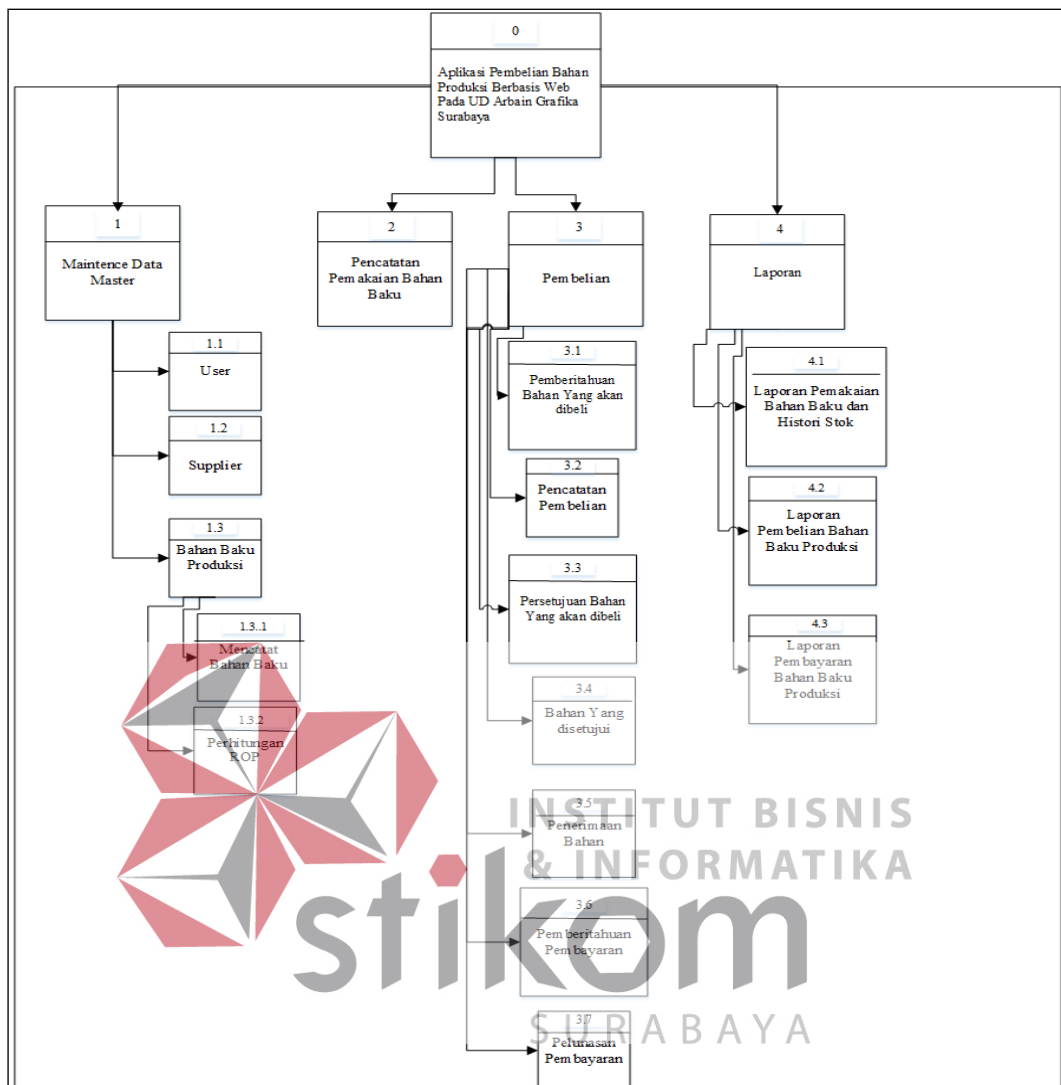 0
Aplikasi Pembelian Bahan
Produksi Berbasis Web
Pada UD Arbain Grafika
Surabaya
1
Maintence Data
Master
2
Pencatatan
Pemakaian Bahan
Baku
3
Pembelian
4
Laporan
1.1
User
1.2
Supplier
1.3
Bahan Baku
Produksi
1.3..1
Mencatat
Bahan Baku
1.3.2
Perhitungan
ROP
3.1
Pemberitahuan
Bahan Yang akan
dibeli
3.2
Pencatatan
Pembelian
3.3
Persetujuan Bahan
Yang akan dibeli
3.4
Bahan Yang
disetujui
3.5
Penerimaan
Bahan
3.6
Pemberitahuan
Pembayaran
3.7
Pelunasan
Pembayaran
4.1
Laporan Pemakaian
Bahan Baku dan
Histori Stok
4.2
Laporan
Pembelian Bahan
Baku Produksi
4.3
Laporan
Pembayaran
Bahan Baku
Produksi
INSTITUT BISNIS
& INFORMATIKA
stikom
SURABAYA